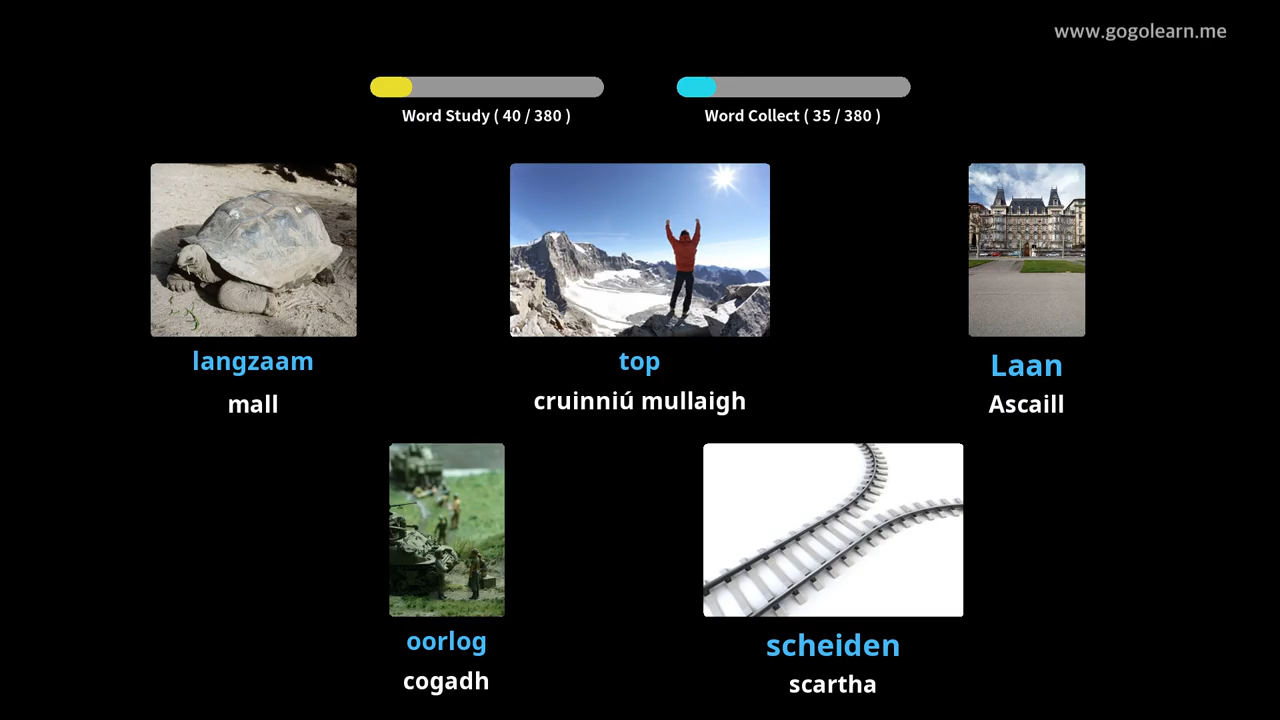 www.gogolearn.me
Word Study ( 40 / 380 )
Word Collect ( 35 / 380 )
langzaam
mall
top
cruinniú mullaigh
Laan
Ascaill
oorlog
cogadh
scheiden
scartha